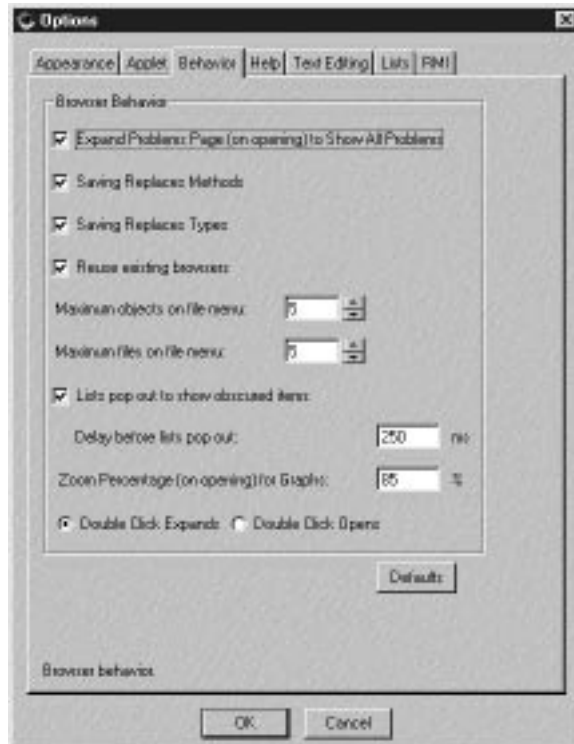 Options
Appearance Applet Behavior Help Text Editing Lists RMI
Browser Behavior
Expand Problems Page (on opening) to Show All Problems
Saving Replaces Methods
Saving Replaces Types
Reuse existing browsers
Maximum objects on file menu: 5
Maximum files on file menu: 5
Lists pop out to show obscured items
Delay before lists pop out: 250 ms
Zoom Percentage (on opening) for Graphs: 85 %
Double Click Expands Double Click Opens
Defaults
Browser behavior
OK Cancel